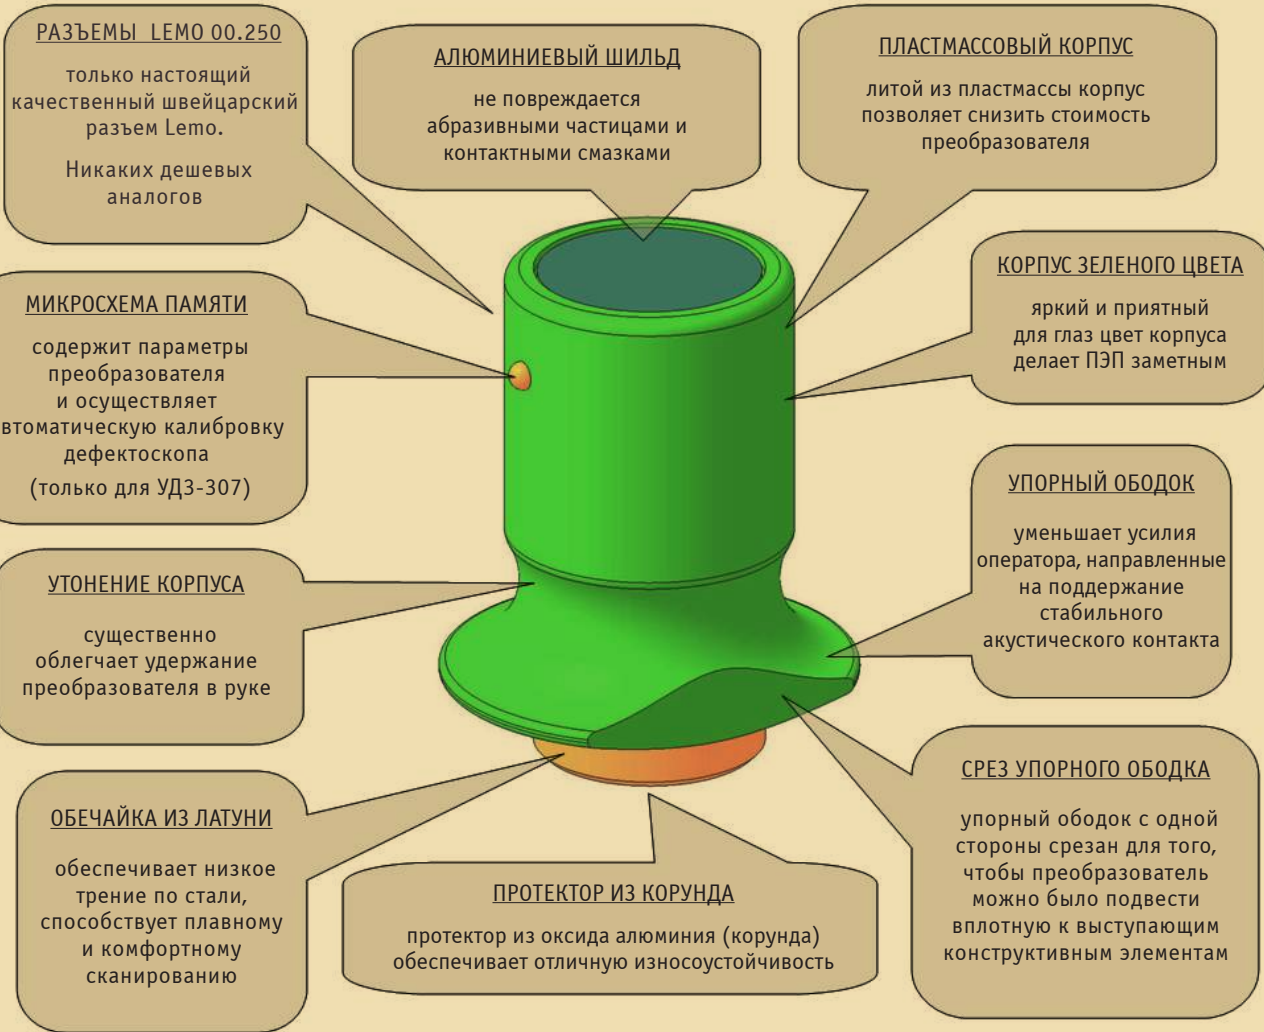 РАЗЪЕМЫ LEMO 00.250
только настоящий
качественный швейцарский
разъем Lemo.
Никаких дешевых
аналогов
АЛЮМИНИЕВЫЙ ШИЛЬД
не повреждается
абразивными частицами и
контактными смазками
ПЛАСТМАССОВЫЙ КОРПУС
литой из пластмассы корпус
позволяет снизить стоимость
преобразователя
КОРПУС ЗЕЛЕНОГО ЦВЕТА
яркий и приятный
для глаз цвет корпуса
делает ПЭП заметным
МИКРОСХЕМА ПАМЯТИ
содержит параметры
преобразователя
и осуществляет
втоматическую калибровку
дефектоскопа
(только для УД3-307)
УПОРНЫЙ ОБОДОК
уменьшает усилия
оператора, направленные
на поддержание
стабильного
акустического контакта
УТОНЕНИЕ КОРПУСА
существенно
облегчает удержание
преобразователя в руке
СРЕЗ УПОРНОГО ОБОДКА
упорный ободок с одной
стороны срезан для того,
чтобы преобразователь
можно было подвести
вплотную к выступающим
конструктивным элементам
ОБЕЧАЙКА ИЗ ЛАТУНИ
обеспечивает низкое
трение по стали,
способствует плавному
и комфортному
сканированию
ПРОТЕКТОР ИЗ КОРУНДА
протектор из оксида алюминия (корунда)
обеспечивает отличную износоустойчивость